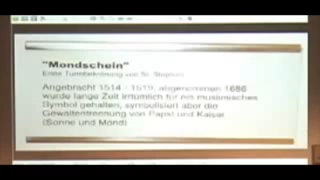 "Mondschein"
Erste Turmbekrönung von St. Stephan
Angebracht 1514 - 1519, abgenommen 1686
wurde lange Zeit irrtümlich für ein muslimisches
Symbol gehalten, symbolisiert aber die
Gewaltentrennung von Papst und Kaiser
(Sonne und Mond)